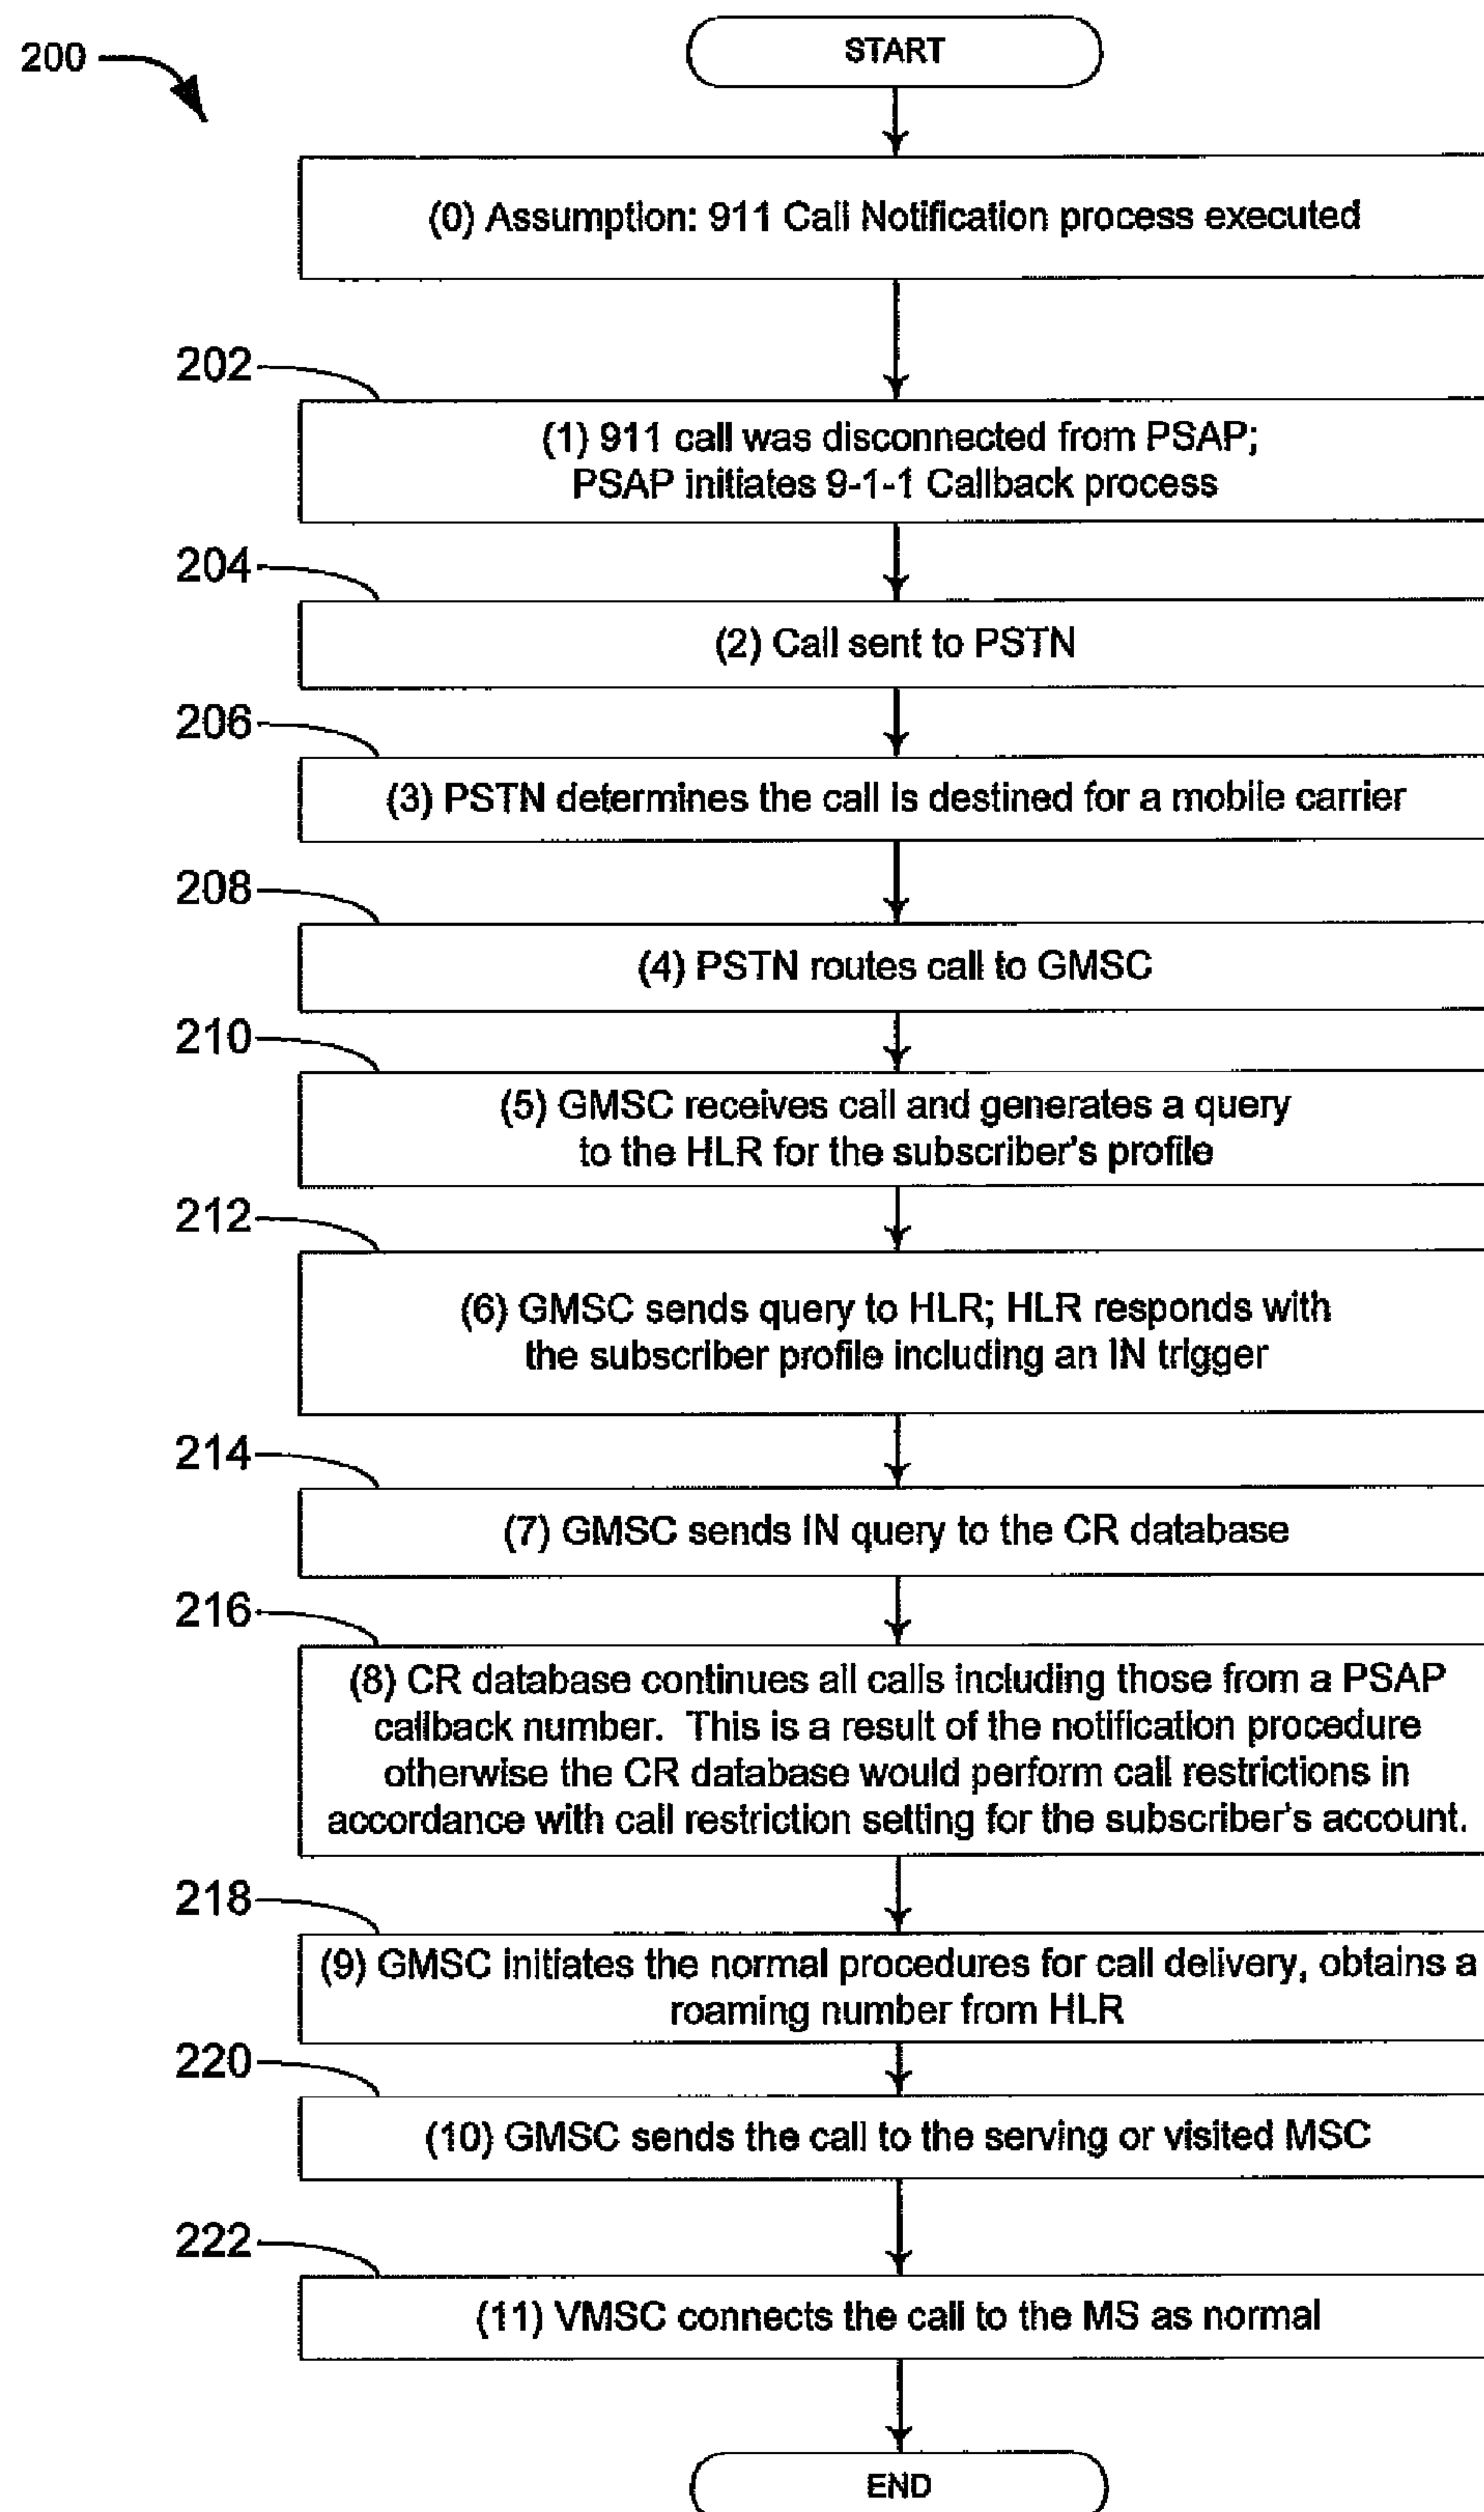 200
START
(0) Assumption: 911 Call Notification process executed
202
(1) 911 call was disconnected from PSAP;
PSAP initiates 9-1-1 Callback process
204
(2) Call sent to PSTN
206
(3) PSTN determines the call is destined for a mobile carrier
208
(4) PSTN routes call to GMSC
210
(5) GMSC receives call and generates a query
to the HLR for the subscriber's profile
212
(6) GMSC sends query to HLR; HLR responds with
the subscriber profile including an IN trigger
214
(7) GMSC sends IN query to the CR database
216
(8) CR database continues all calls including those from a PSAP
callback number. This is a result of the notification procedure
otherwise the CR database would perform call restrictions in
accordance with call restriction setting for the subscriber's account.
218
(9) GMSC initiates the normal procedures for call delivery, obtains a
roaming number from HLR
220
(10) GMSC sends the call to the serving or visited MSC
222
(11) VMSC connects the call to the MS as normal
END